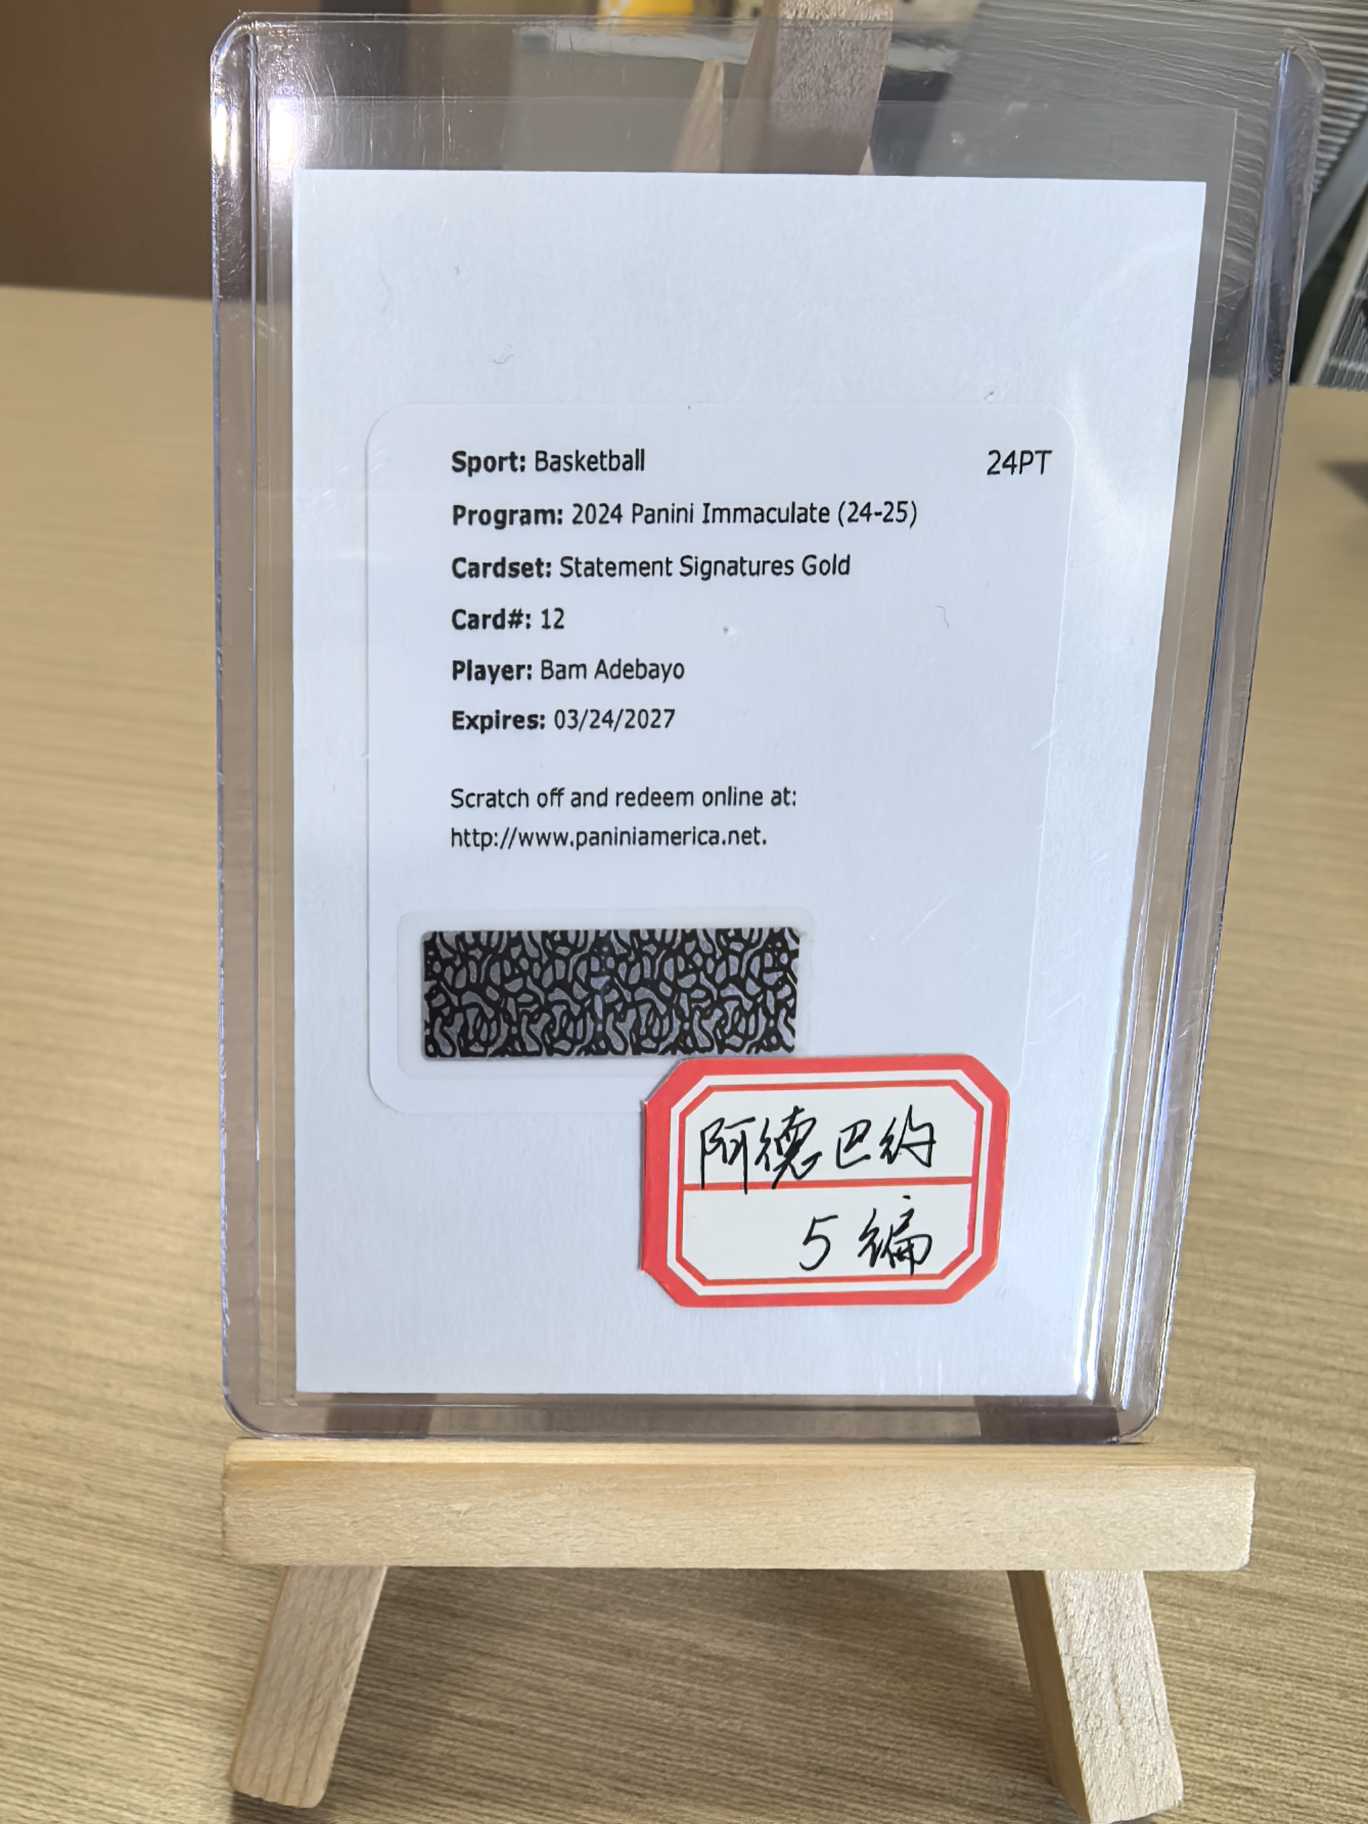 Sport: Basketball 24PT
Program: 2024 Panini Immaculate (24-25)
Cardset: Statement Signatures Gold
Card#: 12
Player: Bam Adebayo
Expires: 03/24/2027
Scratch off and redeem online at:
http://www.paniniamerica.net.
阿德巴约
5编